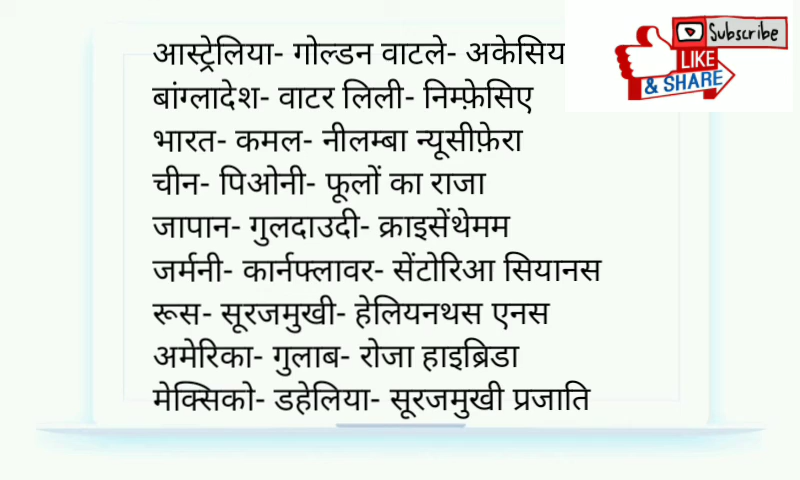 आस्ट्रेलिया- गोल्डन वाटले- अकेसिय
बांग्लादेश- वाटर लिली- निम्फ़ेसिए
भारत- कमल- नीलम्बा न्यूसीफ़ेरा
चीन- पिओनी- फूलों का राजा
जापान- गुलदाउदी- क्राइसेंथेमम
जर्मनी- कार्नफ्लावर- सेंटोरिआ सियानस
रूस- सूरजमुखी- हेलियनथस एनस
अमेरिका- गुलाब- रोजा हाइब्रिडा
मेक्सिको- डहेलिया- सूरजमुखी प्रजाति
Subscribe
LIKE
& SHARE